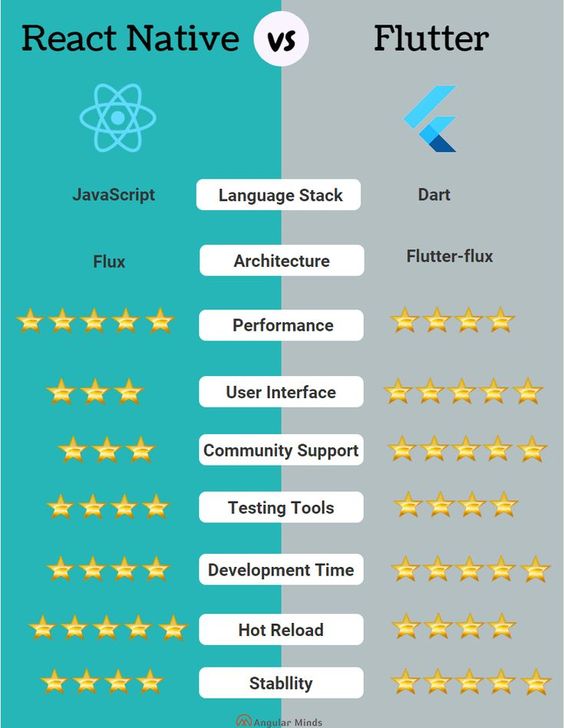 React Native vs Flutter
JavaScript Language Stack Dart
Flux Architecture Flutter-flux
Performance
User Interface
Community Support
Testing Tools
Development Time
Hot Reload
Stabllity
Angular Minds